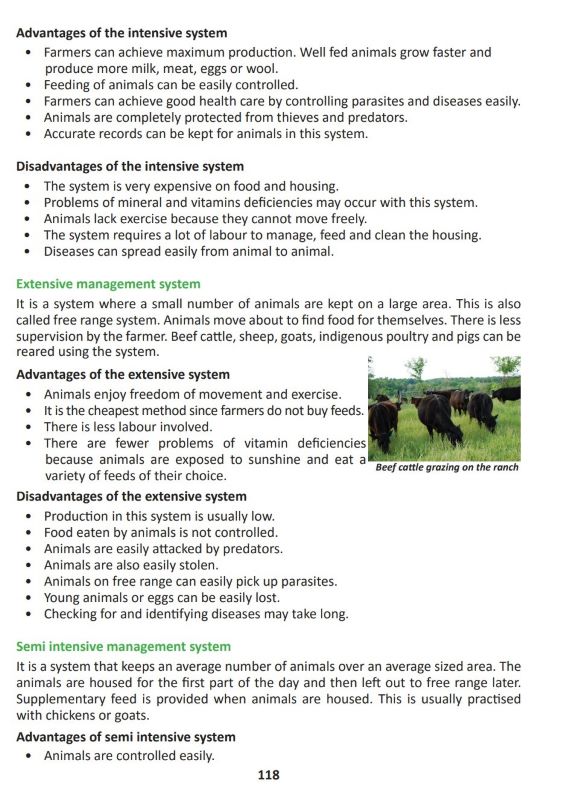 Advantages of the intensive system
• Farmers can achieve maximum production. Well fed animals grow faster and
produce more milk, meat, eggs or wool.
• Feeding of animals can be easily controlled.
• Farmers can achieve good health care by controlling parasites and diseases easily.
• Animals are completely protected from thieves and predators.
• Accurate records can be kept for animals in this system.
Disadvantages of the intensive system
• The system is very expensive on food and housing.
• Problems of mineral and vitamins deficiencies may occur with this system.
• Animals lack exercise because they cannot move freely.
• The system requires a lot of labour to manage, feed and clean the housing.
• Diseases can spread easily from animal to animal.
Extensive management system
It is a system where a small number of animals are kept on a large area. This is also
called free range system. Animals move about to find food for themselves. There is less
supervision by the farmer. Beef cattle, sheep, goats, indigenous poultry and pigs can be
reared using the system.
Advantages of the extensive system
• Animals enjoy freedom of movement and exercise.
• It is the cheapest method since farmers do not buy feeds.
• There is less labour involved.
• There are fewer problems of vitamin deficiencies
because animals are exposed to sunshine and eat a
variety of feeds of their choice.
Beef cattle grazing on the ranch
Disadvantages of the extensive system
• Production in this system is usually low.
• Food eaten by animals is not controlled.
• Animals are easily attacked by predators.
• Animals are also easily stolen.
• Animals on free range can easily pick up parasites.
• Young animals or eggs can be easily lost.
• Checking for and identifying diseases may take long.
Semi intensive management system
It is a system that keeps an average number of animals over an average sized area. The
animals are housed for the first part of the day and then left out to free range later.
Supplementary feed is provided when animals are housed. This is usually practised
with chickens or goats.
Advantages of semi intensive system
• Animals are controlled easily.
118